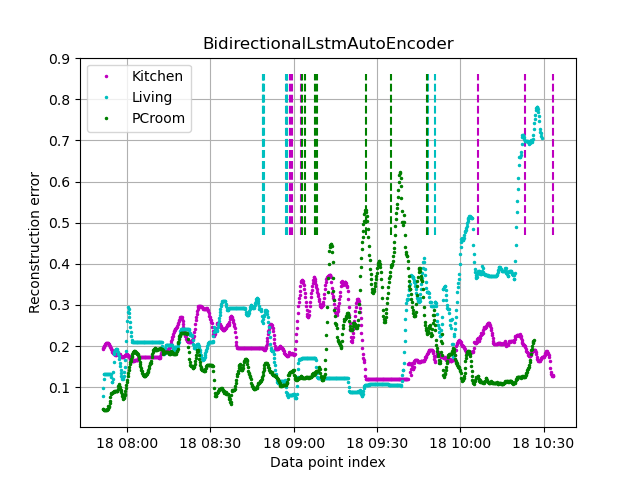 BidirectionalLstmAutoEncoder
Kitchen
Living
PCroom
Reconstruction error
0.9
0.8
0.7
0.6
0.5
0.4
0.3
0.2
0.1
18 08:00 18 08:30 18 09:00 18 09:30 18 10:00 18 10:30
Data point index